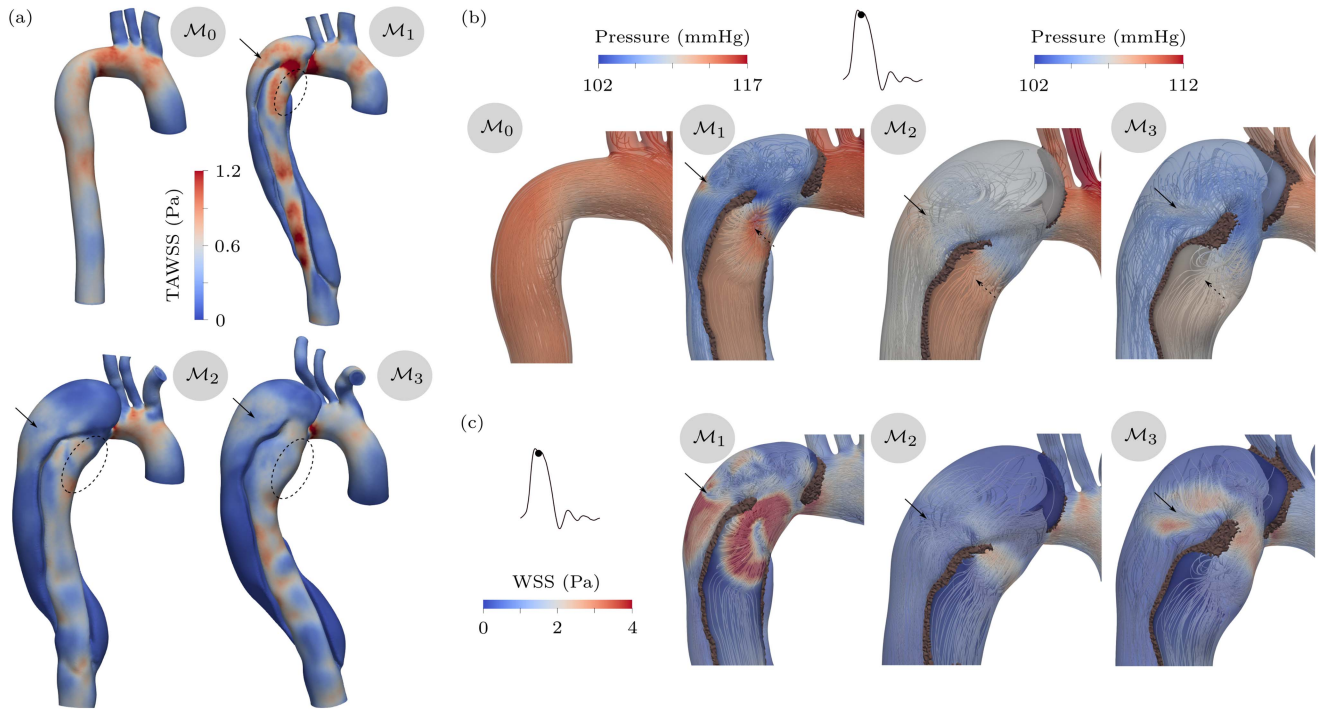 (a)
ℳ₀
ℳ₁
TAWSS (Pa)
1.2
0.6
0
ℳ₂
ℳ₃
(b)
Pressure (mmHg)
102
117
Pressure (mmHg)
102
112
ℳ₀
ℳ₁
ℳ₂
ℳ₃
(c)
WSS (Pa)
0
2
4
ℳ₁
ℳ₂
ℳ₃